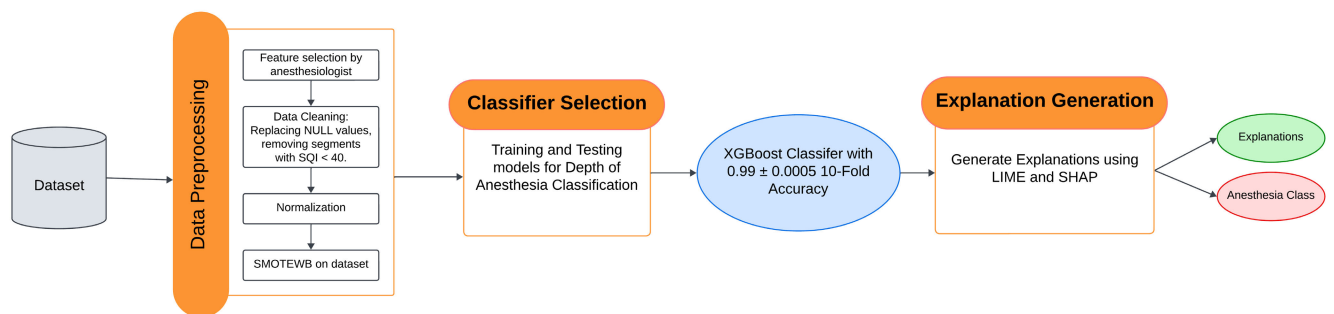 Dataset
Data Preprocessing
Feature selection by
anesthesiologist
Data Cleaning:
Replacing NULL values,
removing segments
with SQI < 40.
Normalization
SMOTEWB on dataset
Classifier Selection
Training and Testing
models for Depth of
Anesthesia Classification
XGBoost Classifer with
0.99 ± 0.0005 10-Fold
Accuracy
Explanation Generation
Generate Explanations using
LIME and SHAP
Explanations
Anesthesia Class